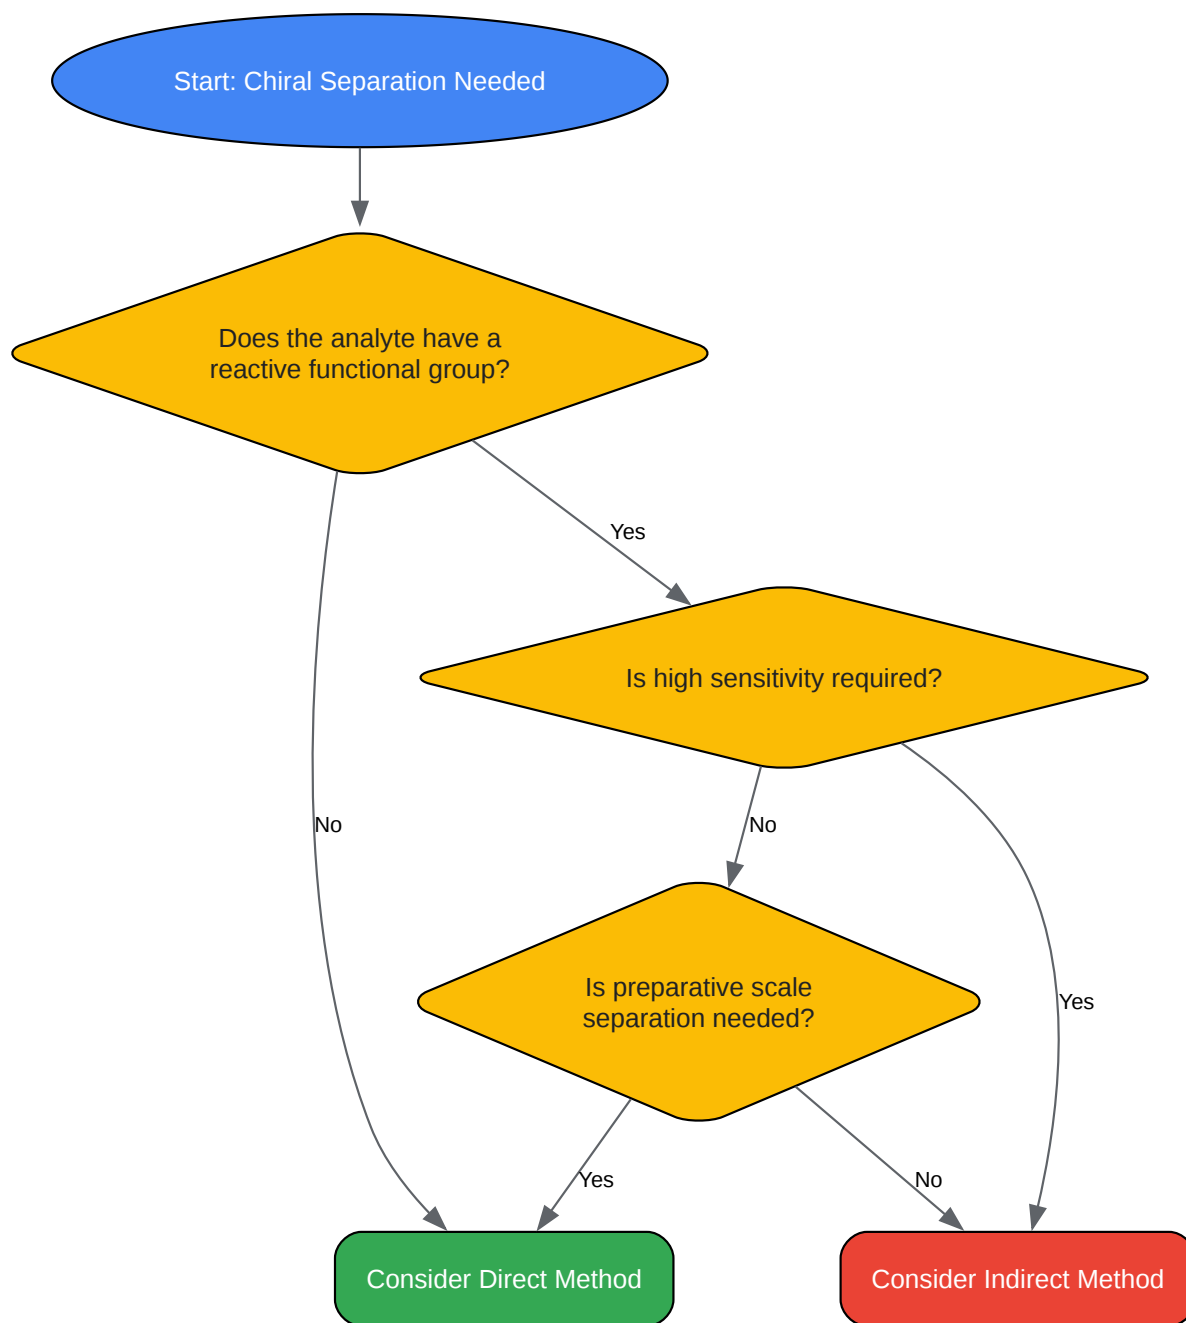 Start: Chiral Separation Needed
Does the analyte have a
reactive functional group?
Yes
Is high sensitivity required?
No
No
Is preparative scale
separation needed?
Yes
Yes
No
Consider Direct Method
Consider Indirect Method